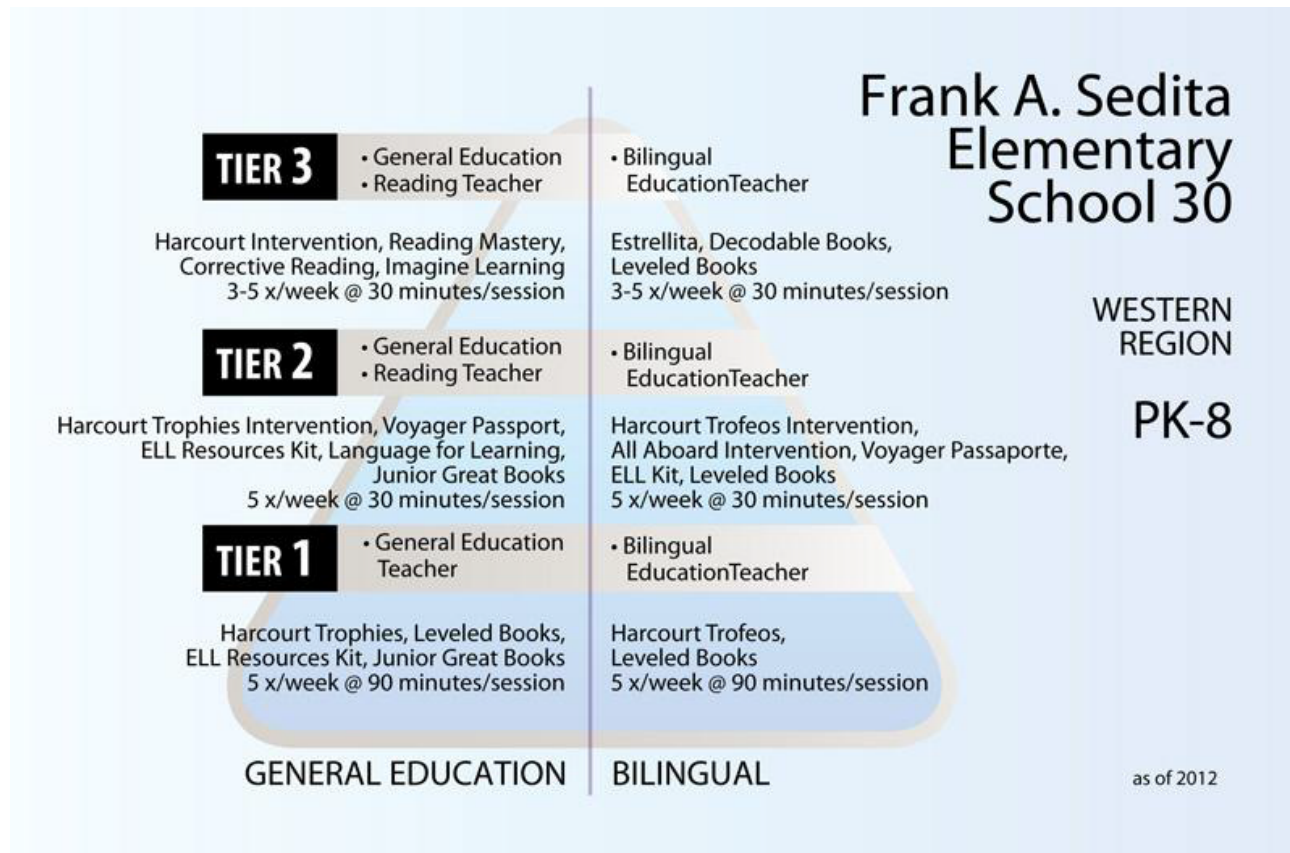 Frank A. Sedita
Elementary
School 30
WESTERN
REGION
PK-8
TIER 3
• General Education
• Reading Teacher
• Bilingual
EducationTeacher
Harcourt Intervention, Reading Mastery,
Corrective Reading, Imagine Learning
3-5 x/week @ 30 minutes/session
Estrellita, Decodable Books,
Leveled Books
3-5 x/week @ 30 minutes/session
TIER 2
• General Education
• Reading Teacher
• Bilingual
EducationTeacher
Harcourt Trophies Intervention, Voyager Passport,
ELL Resources Kit, Language for Learning,
Junior Great Books
5 x/week @ 30 minutes/session
Harcourt Trofeos Intervention,
All Aboard Intervention, Voyager Passaporte,
ELL Kit, Leveled Books
5 x/week @ 30 minutes/session
TIER 1
• General Education
Teacher
• Bilingual
EducationTeacher
Harcourt Trophies, Leveled Books,
ELL Resources Kit, Junior Great Books
5 x/week @ 90 minutes/session
Harcourt Trofeos,
Leveled Books
5 x/week @ 90 minutes/session
GENERAL EDUCATION
BILINGUAL
as of 2012